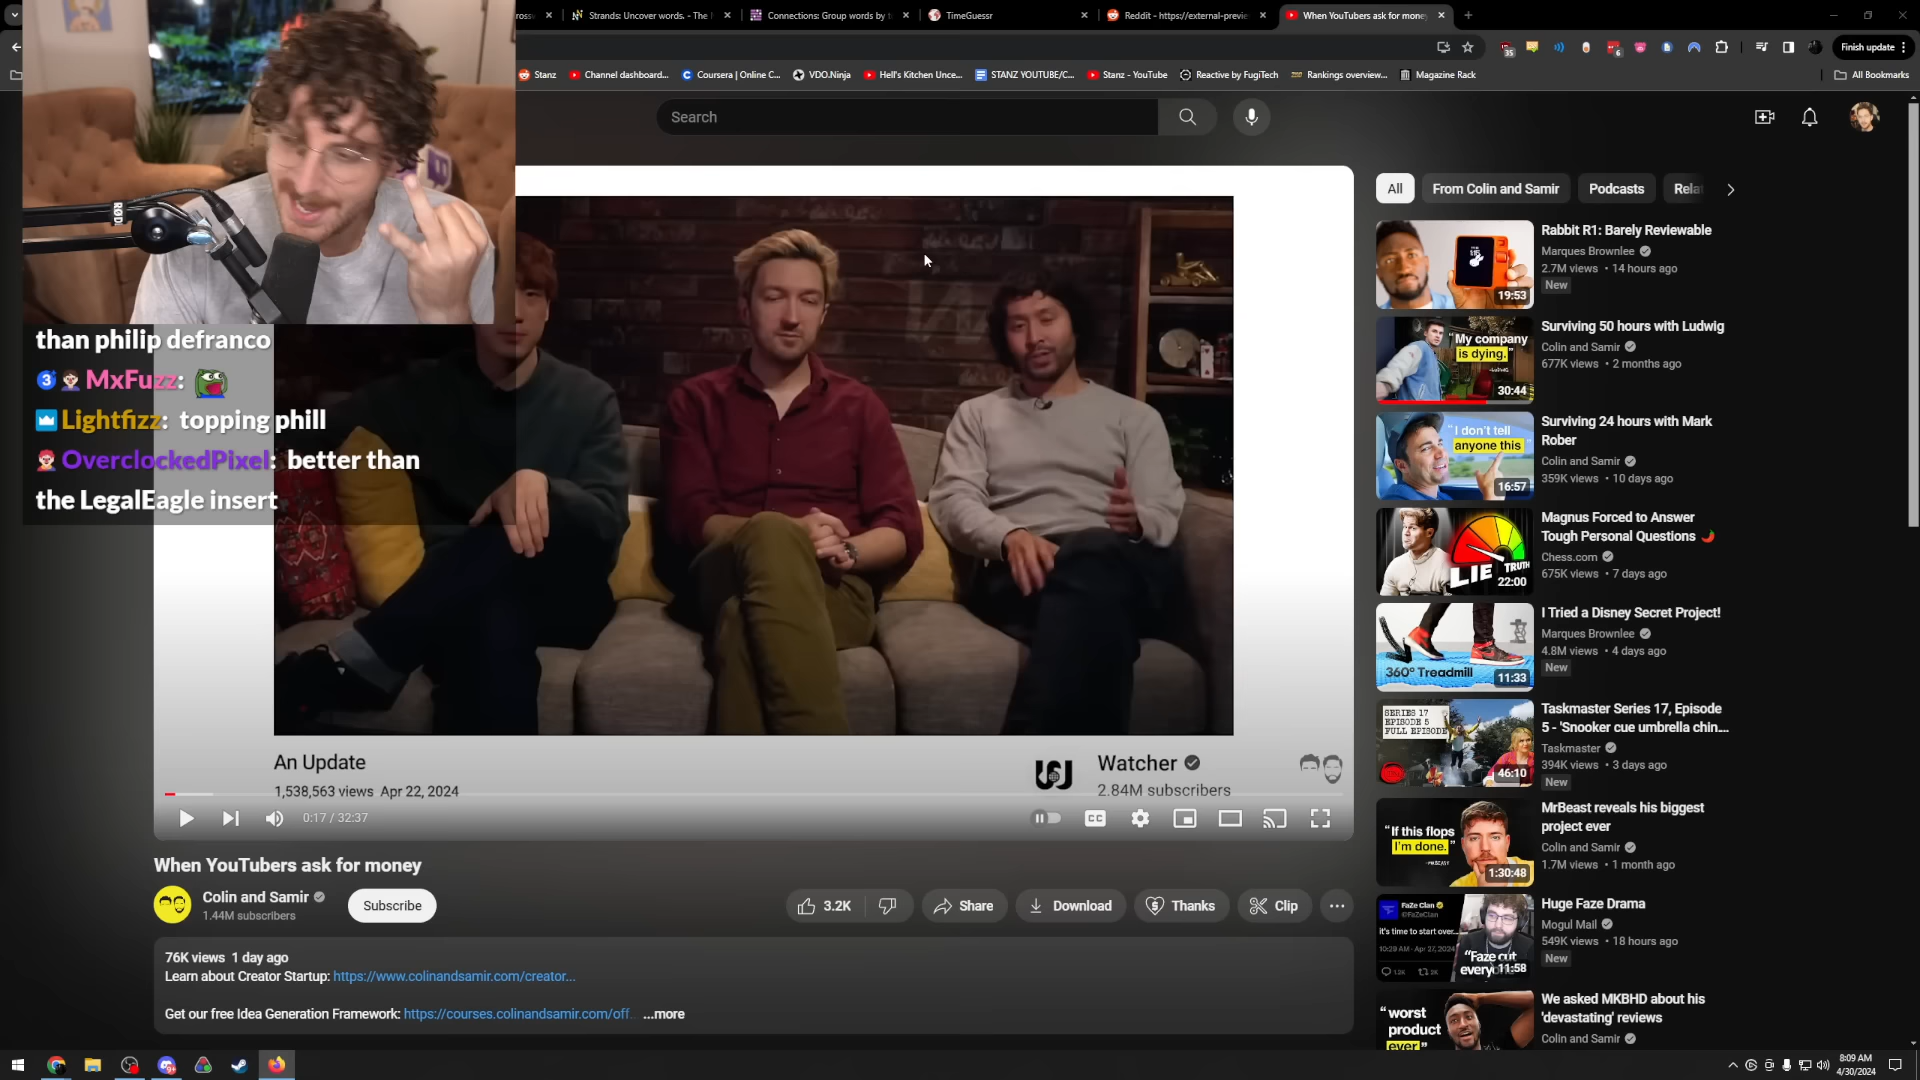 Strands: Uncover words. - The
Connections: Group words by
TimeGuessr
Reddit - https://external-previe
When YouTubers ask for mone
Finish update
Stanz
Channel dashboard...
Coursera | Online C...
VDO.Ninja
Hell's Kitchen Unce...
STANZ YOUTUBE/C...
Stanz - YouTube
Reactive by FugiTech
Rankings overview...
Magazine Rack
All Bookmarks
Search
than philip defranco
MxFuzz:
Lightfizz: topping phill
OverclockedPixel: better than
the LegalEagle insert
An Update
1,538,563 views Apr 22, 2024
Watcher
2.84M subscribers
0:17 / 32:37
CC
When YouTubers ask for money
Colin and Samir
1.44M subscribers
Subscribe
3.2K
Share
Download
Thanks
Clip
76K views 1 day ago
Learn about Creator Startup: https://www.colinandsamir.com/creator...
Get our free Idea Generation Framework: https://courses.colinandsamir.com/off... ...more
All
From Colin and Samir
Podcasts
Rela
Rabbit R1: Barely Reviewable
Marques Brownlee
2.7M views • 14 hours ago
New
19:53
Surviving 50 hours with Ludwig
Colin and Samir
677K views • 2 months ago
"My company
is dying."
30:44
Surviving 24 hours with Mark
Rober
Colin and Samir
359K views • 10 days ago
"I don't tell
anyone this"
16:57
Magnus Forced to Answer
Tough Personal Questions
Chess.com
675K views • 7 days ago
LIE
TRUTH
22:00
I Tried a Disney Secret Project!
Marques Brownlee
4.8M views • 4 days ago
New
360° Treadmill
11:33
Taskmaster Series 17, Episode
5 - 'Snooker cue umbrella chin...
Taskmaster
394K views • 3 days ago
New
SERIES 17
EPISODE 5
FULL EPISODE
46:10
MrBeast reveals his biggest
project ever
Colin and Samir
1.7M views • 1 month ago
"If this flops
I'm done."
1:30:48
Huge Faze Drama
Mogul Mail
549K views • 18 hours ago
New
FaZe Clan
@FaZeClan
it's time to start over...
"Faze cut
11:58
We asked MKBHD about his
'devastating' reviews
Colin and Samir
"worst
product
ever"
8:09 AM
4/30/2024